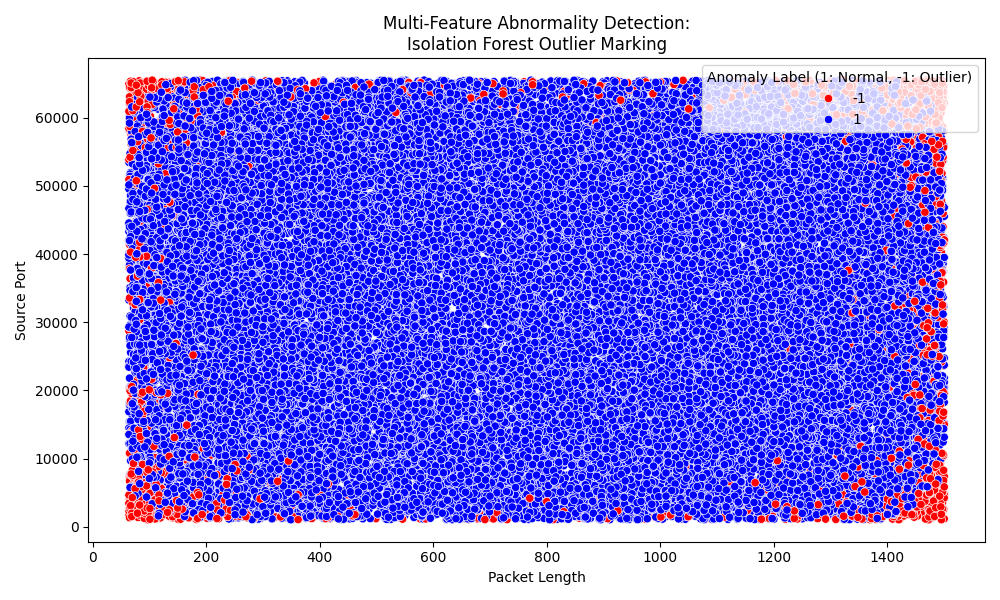 Multi-Feature Abnormality Detection:
Isolation Forest Outlier Marking
Anomaly Label (1: Normal, -1: Outlier)
-1
1
Source Port
60000
50000
40000
30000
20000
10000
0
0 200 400 600 800 1000 1200 1400
Packet Length